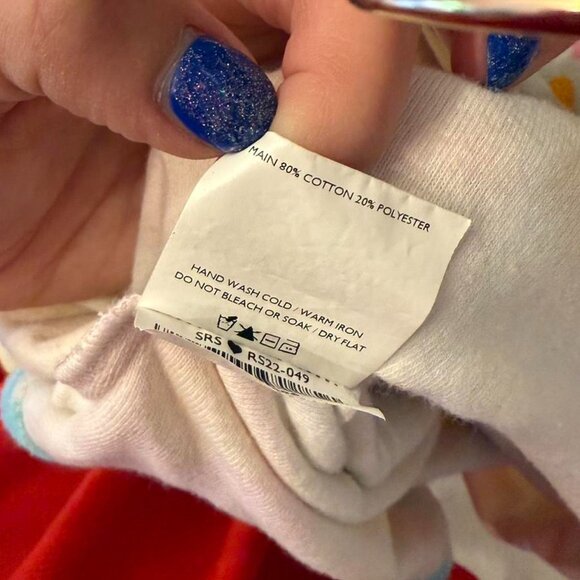 MAIN 80% COTTON 20% POLYESTER
HAND WASH COLD / WARM IRON
DO NOT BLEACH OR SOAK / DRY FLAT
SRS RS22-049